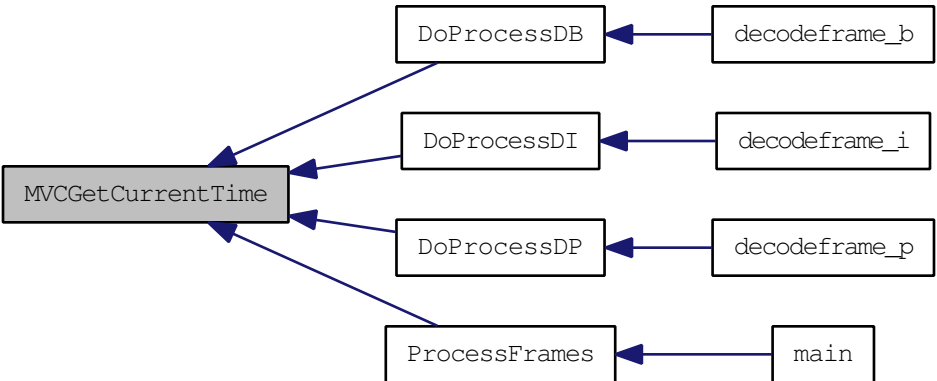 DoProcessDB
decodeframe_b
DoProcessDI
decodeframe_i
MVCGetCurrentTime
DoProcessDP
decodeframe_p
ProcessFrames
main